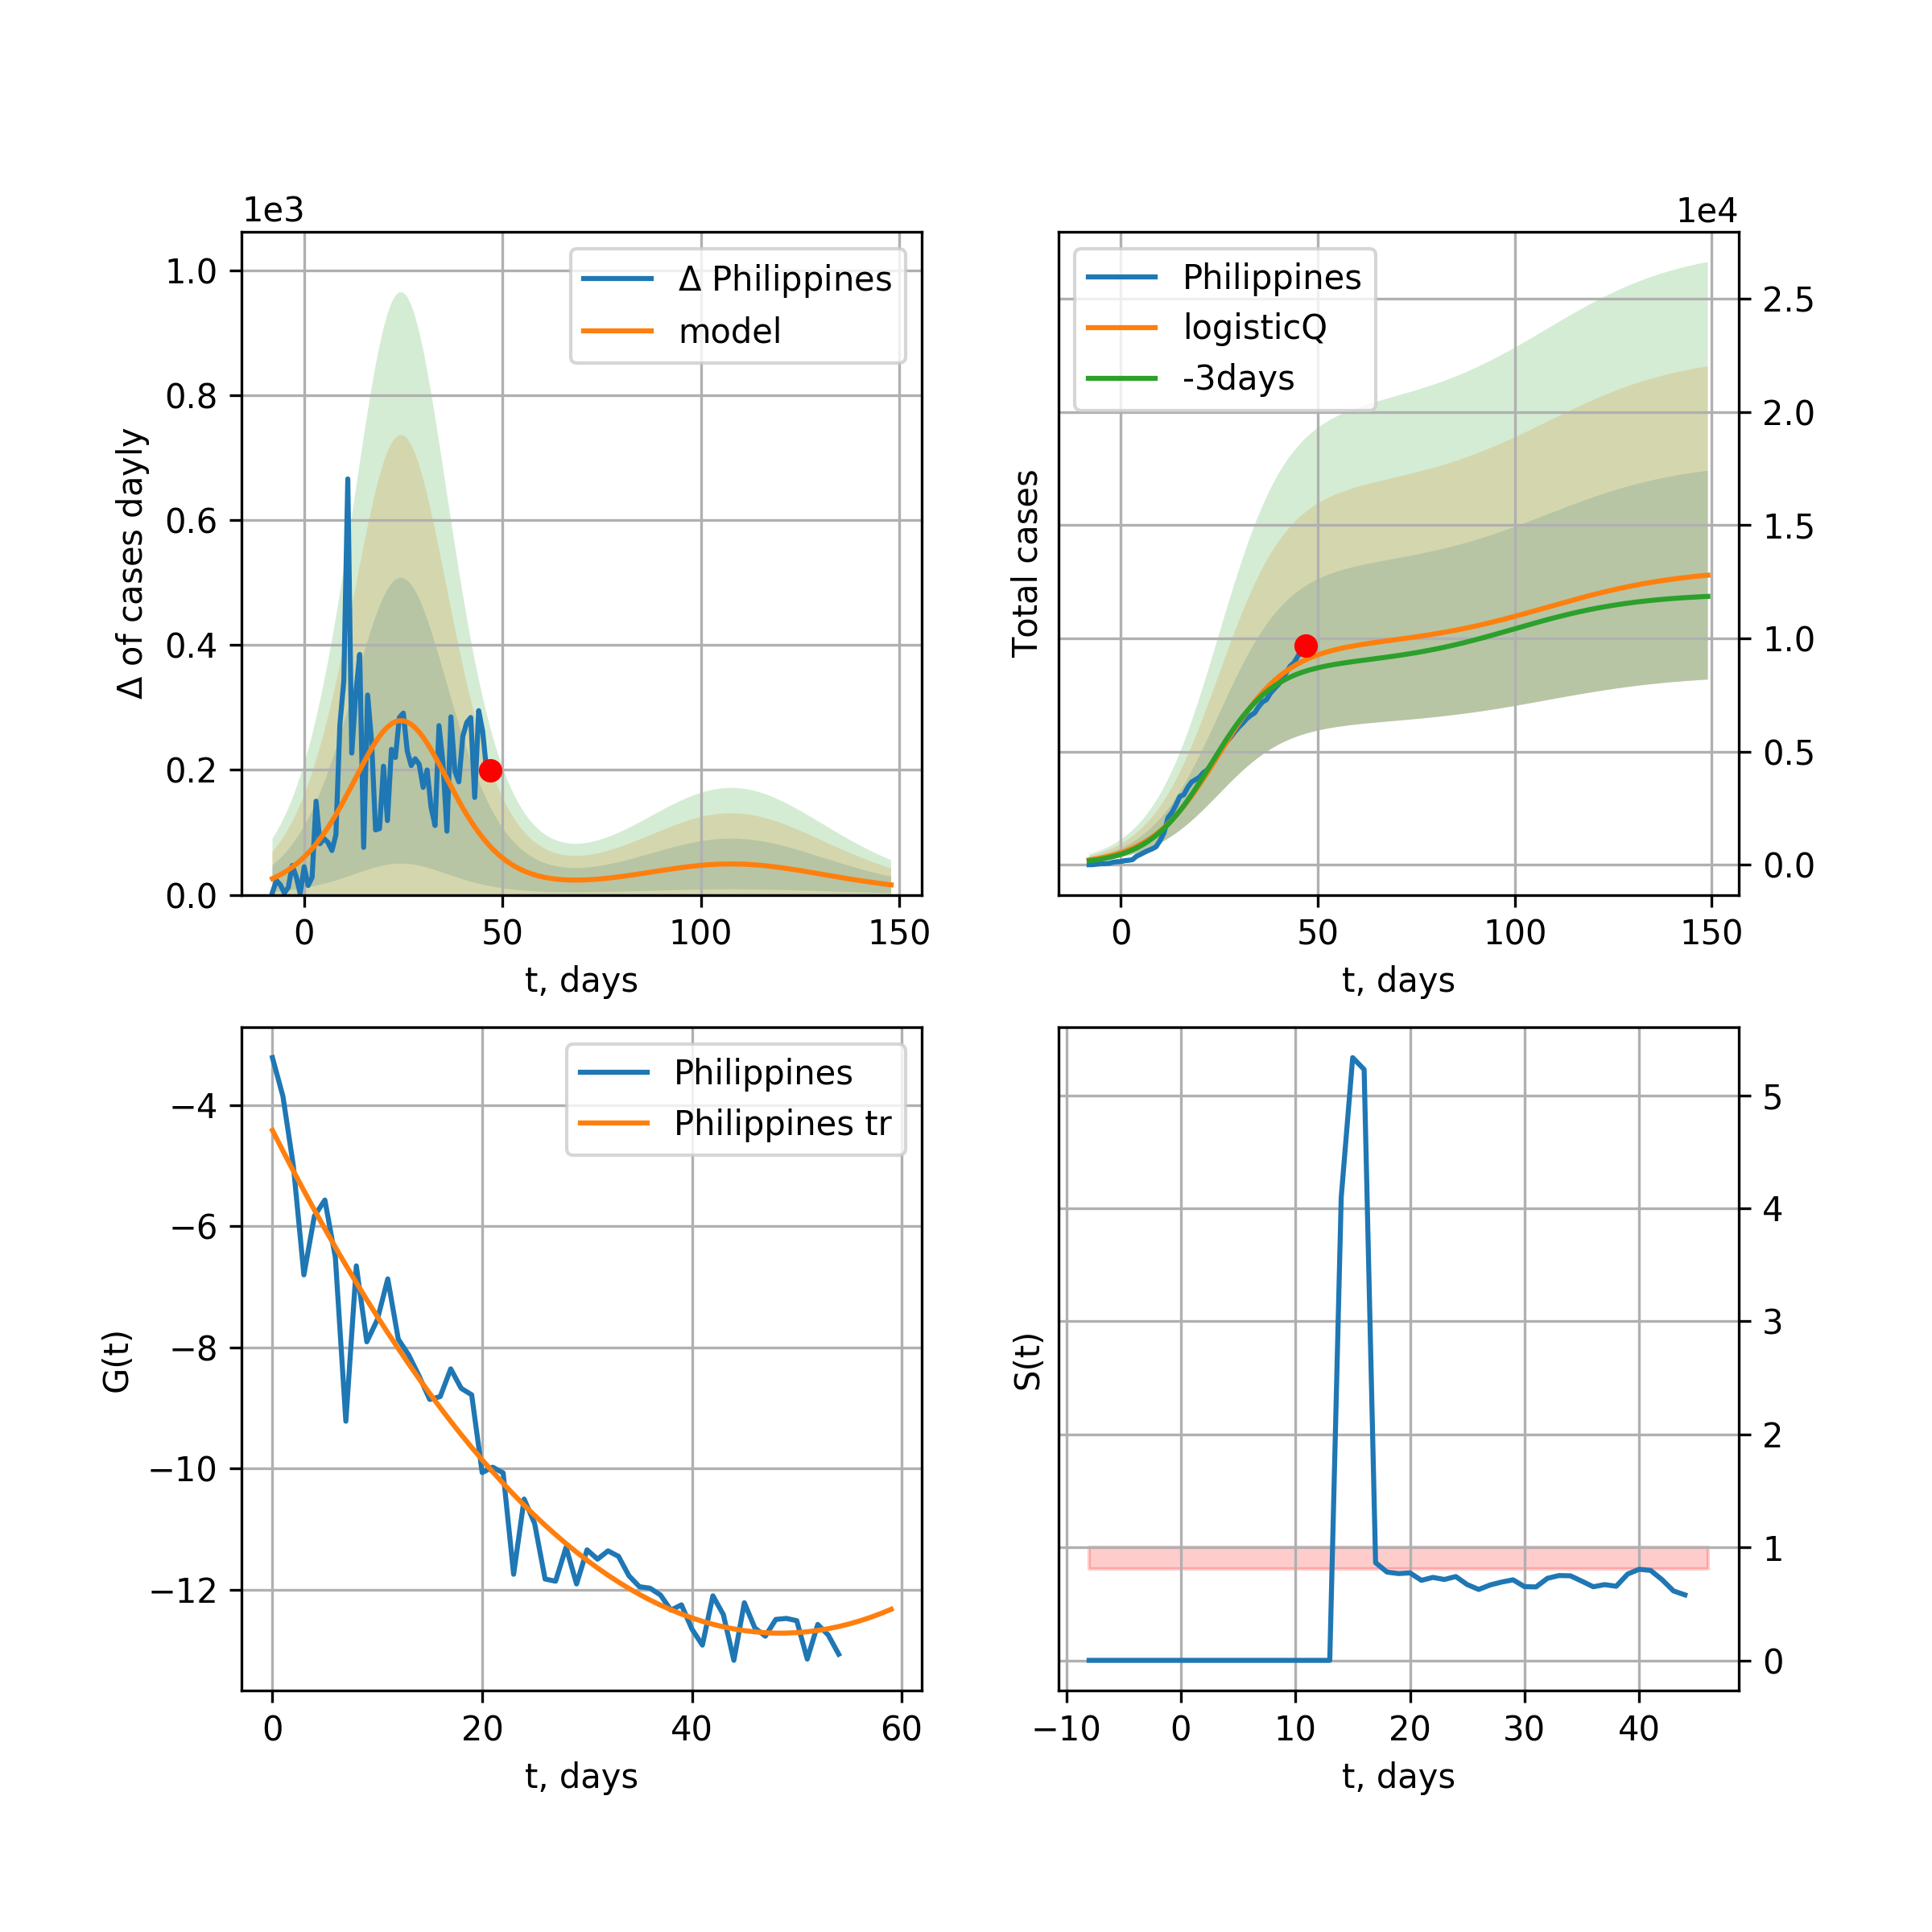 1e3
Δ of cases dayly
1.0
0.8
0.6
0.4
0.2
0.0
Δ Philippines
model
0 50 100 150
t, days
1e4
Total cases
Philippines
logisticQ
-3days
2.5
2.0
1.5
1.0
0.5
0.0
0 50 100 150
t, days
G(t)
−4
−6
−8
−10
−12
Philippines
Philippines tr
0 20 40 60
t, days
S(t)
5
4
3
2
1
0
−10 0 10 20 30 40
t, days